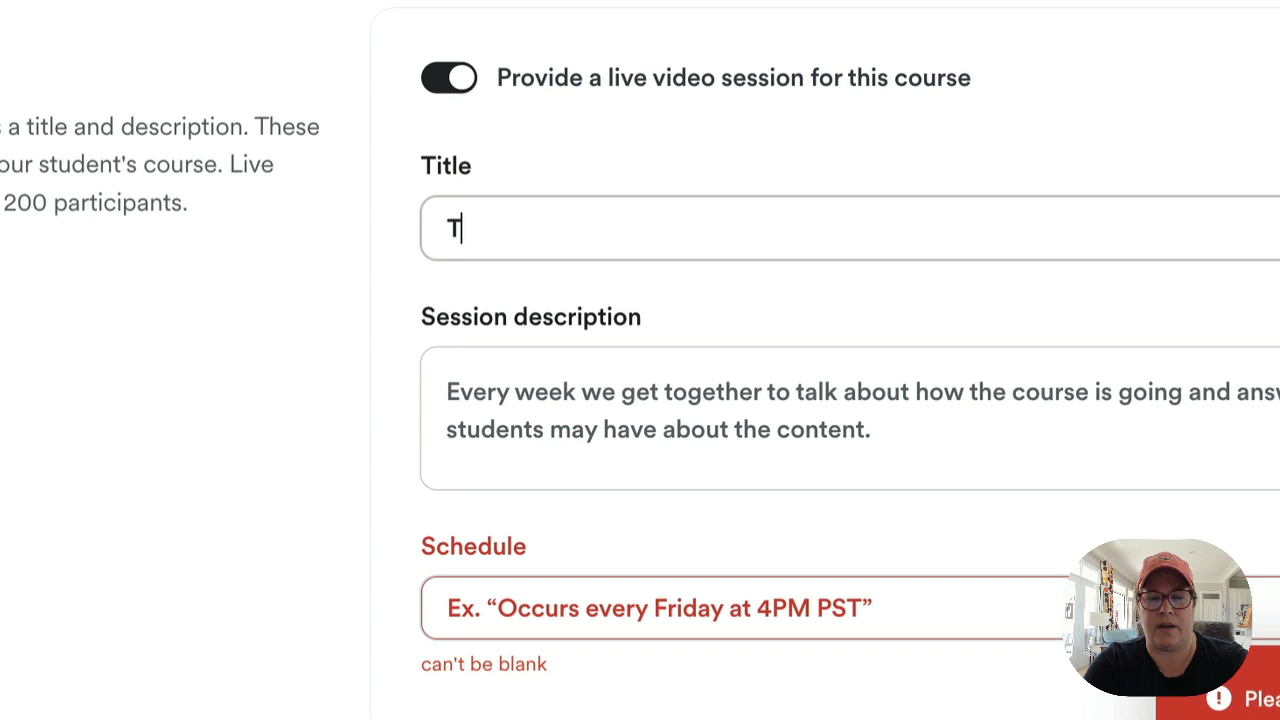 Provide a live video session for this course
a title and description. These
our student's course. Live
200 participants.
Title
T
Session description
Every week we get together to talk about how the course is going and
students may have about the content.
Schedule
Ex. “Occurs every Friday at 4PM PST”
can't be blank